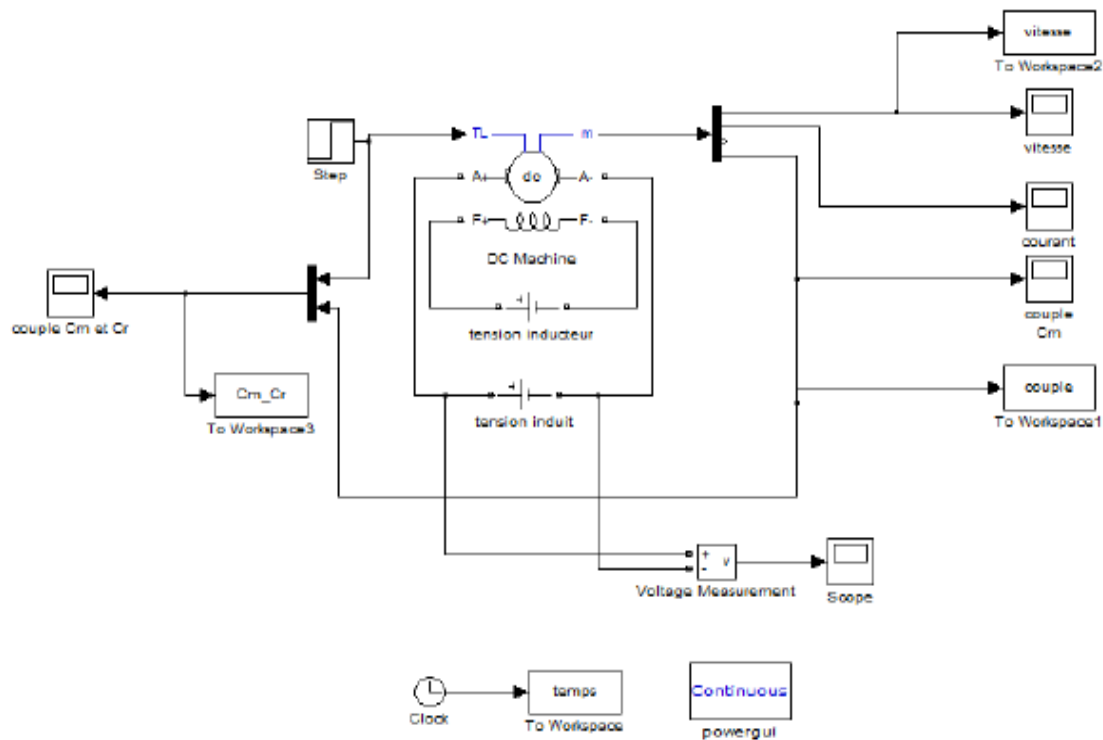 vitesse
To Workspace2
Step
TL
m
vitesse
A+
dc
A-
F+
F-
DC Machine
courant
couple Cm et Cr
tension inducteur
couple
Cm
Cm_Cr
To Workspace3
tension induit
couple
To Workspace1
+
-
v
Voltage Measurement
Scope
Clock
temps
To Workspace
Continuous
powergui